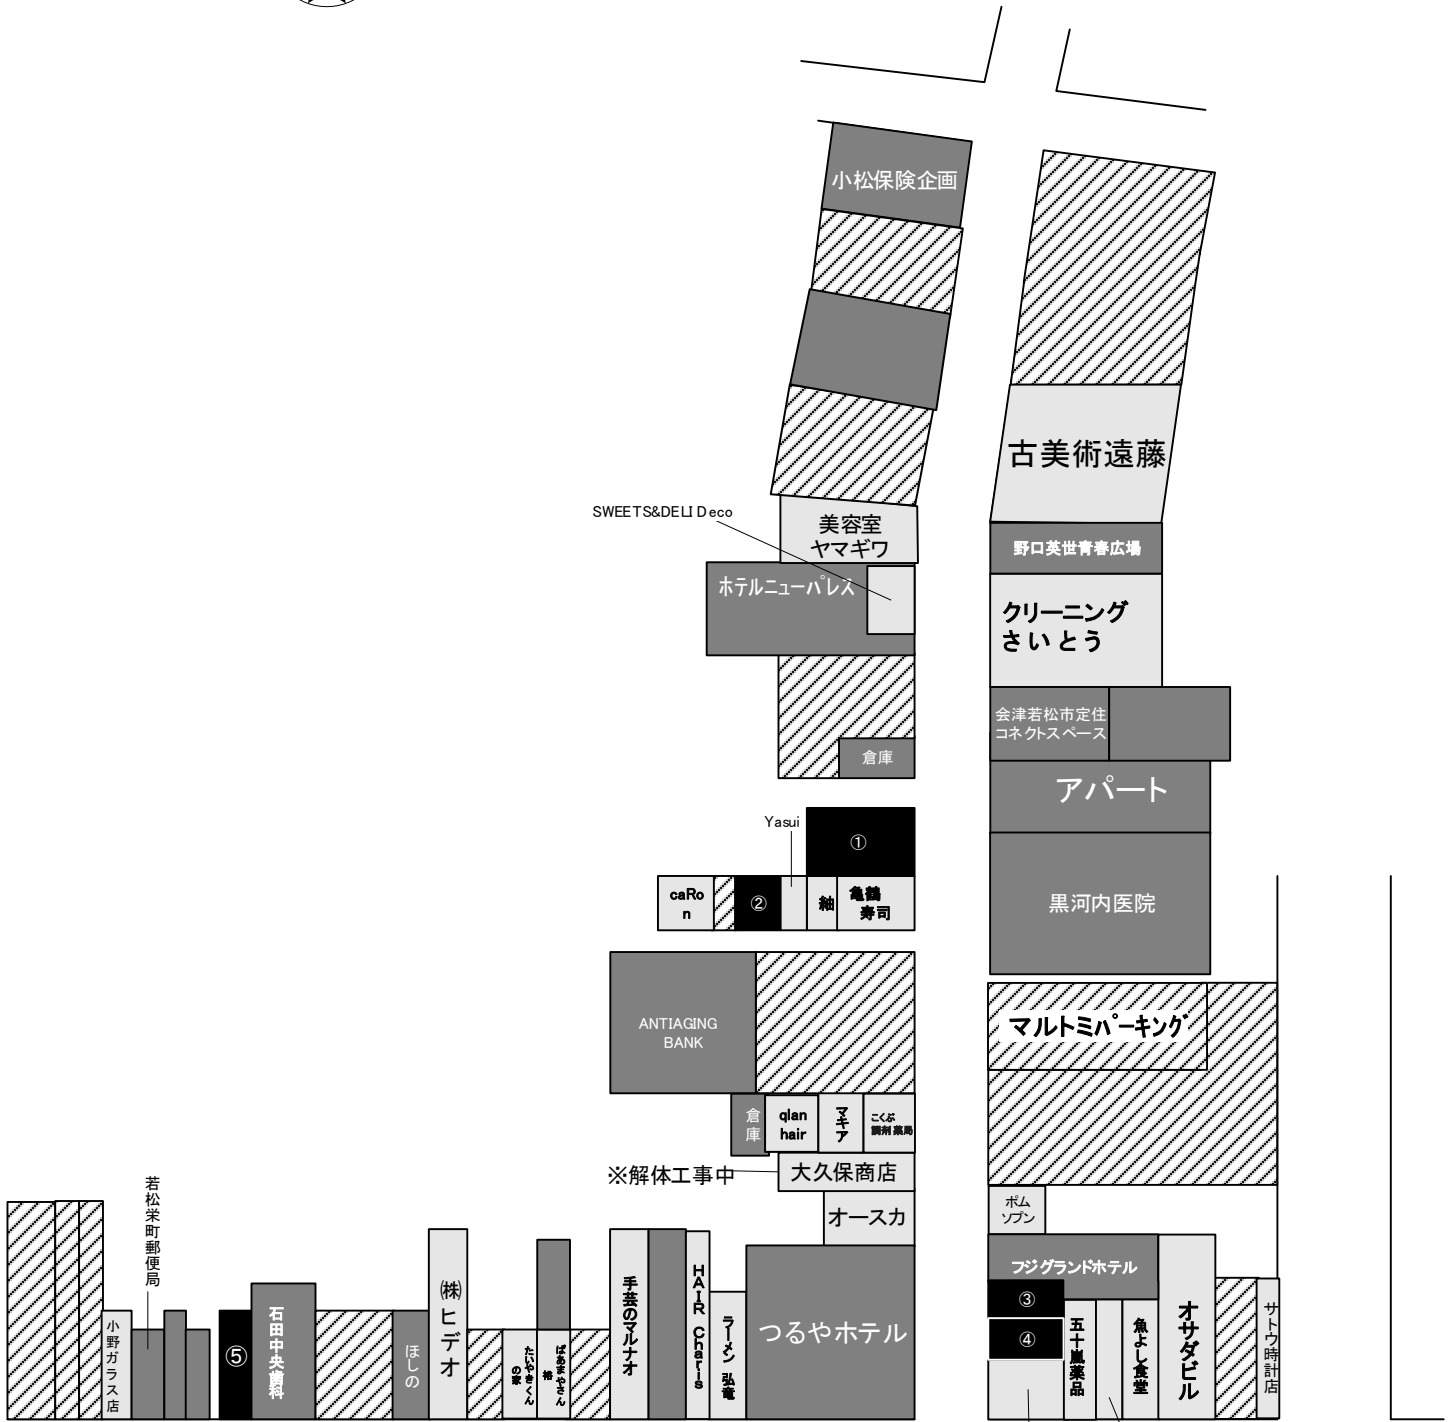 小松保険企画
古美術遠藤
SWEETS&DELI Deco
美容室
ヤマギワ
野口英世青春広場
ホテルニューパレス
クリーニング
さいとう
会津若松市定住
コネクトスペース
倉庫
アパート
Yasui
①
caRo
n
②
紬
亀鶴
寿司
黒河内医院
ANTIAGING
BANK
マルトミパーキング
倉
庫
qlan
hair
マキア
こくぶ
調剤薬局
※解体工事中
大久保商店
オースカ
ポム
ソプン
若松栄町郵便局
小野ガラス店
⑤
石田中央歯科
ほしの
㈱ヒデオ
たいやきくん
の家
ばあまやさん
裕
手芸のマルナオ
HAIR Charis
ラーメン 弘竜
つるやホテル
フジグランドホテル
③
④
五十嵐薬品
魚よし食堂
オサダビル
サトウ時計店